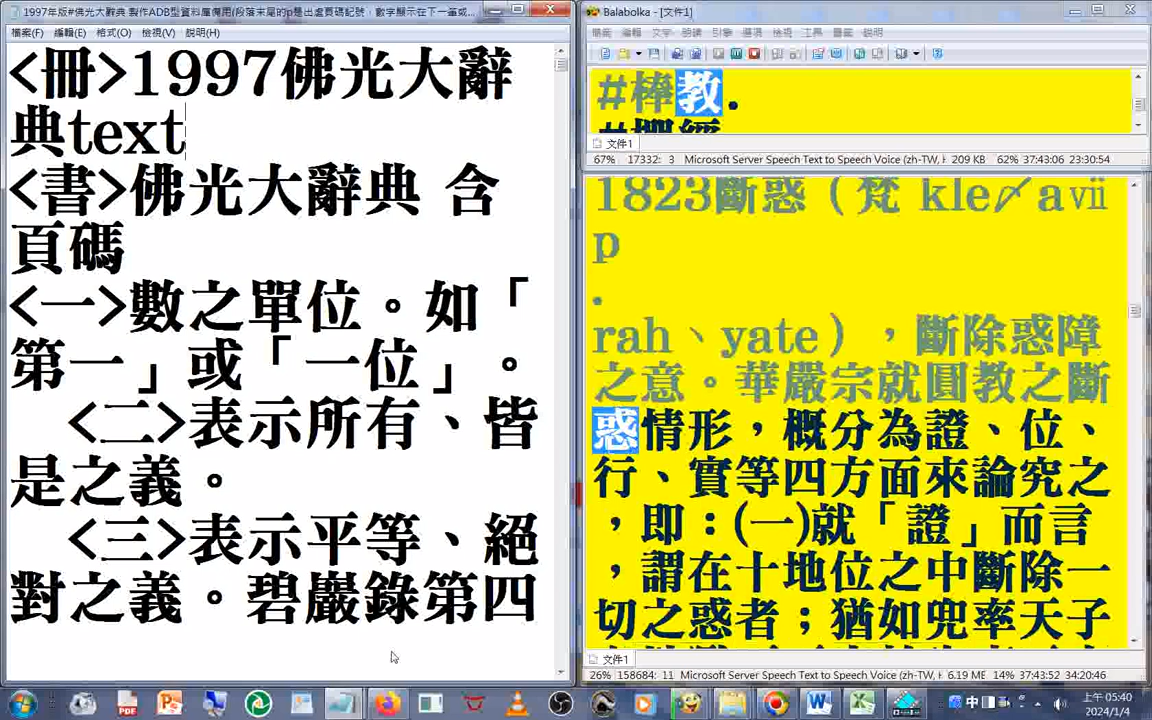 1997年版#佛光大辭典 製作ADB型資料庫備用(段落末尾的p是出處頁碼記號，數字顯示在下一筆或...
檔案(F) 編輯(E) 格式(O) 檢視(V) 說明(H)
<冊>1997佛光大辭
典text
<書>佛光大辭典 含
頁碼
<一>數之單位。如「
第一」或「一位」。
<二>表示所有、皆
是之義。
<三>表示平等、絕
對之義。碧巖錄第四
Balabolka - [文件1]
#棒教.
文件1
67% 17332: 3 Microsoft Server Speech Text to Speech Voice (zh-TW, H 209 KB 62% 37:43:06 23:30:54
1823斷惑（梵 kle〆aⅶ
p
.
rah、yate），斷除惑障
之意。華嚴宗就圓教之斷
惑情形，概分為證、位、
行、實等四方面來論究之
，即：(一)就「證」而言
，謂在十地位之中斷除一
切之惑者；猶如兜率天子
文件1
26% 158684: 11 Microsoft Server Speech Text to Speech Voice (zh-TW, H 6.19 ME 14% 37:43:52 34:20:46
中
上午 05:40
2024/1/4